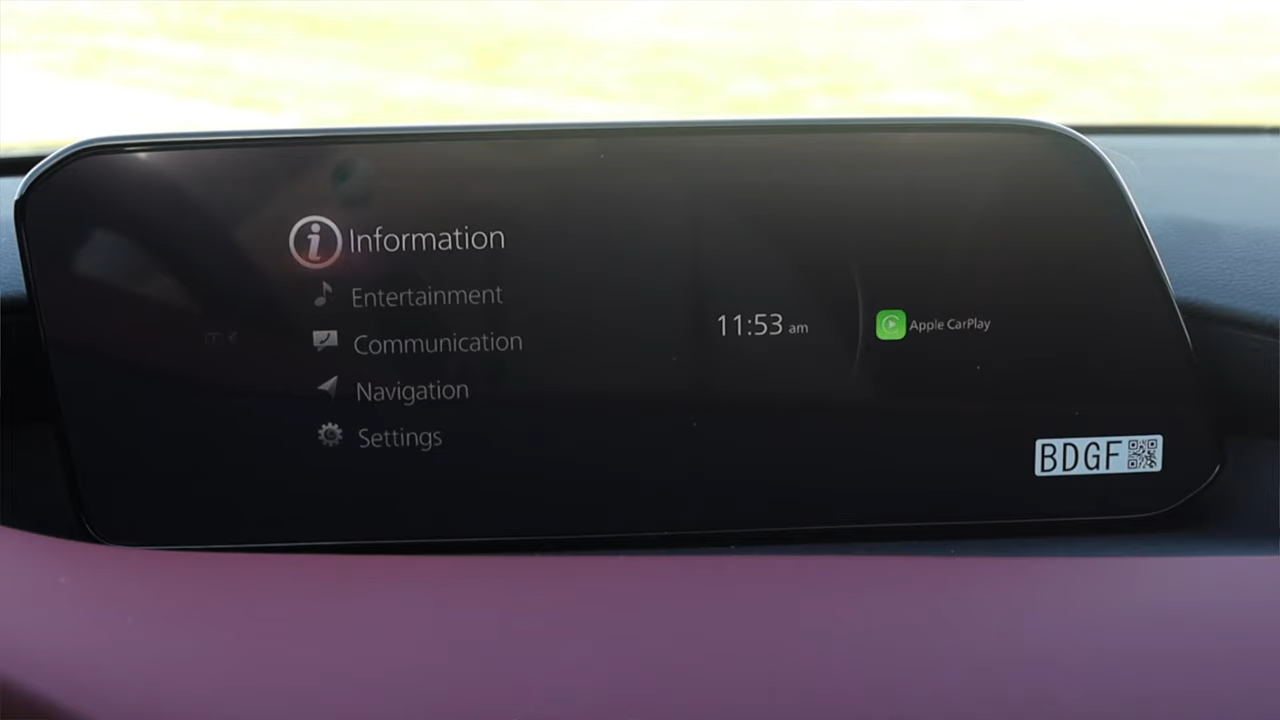 Information
Entertainment
Communication
Navigation
Settings
11:53 am
Apple CarPlay
BDGF